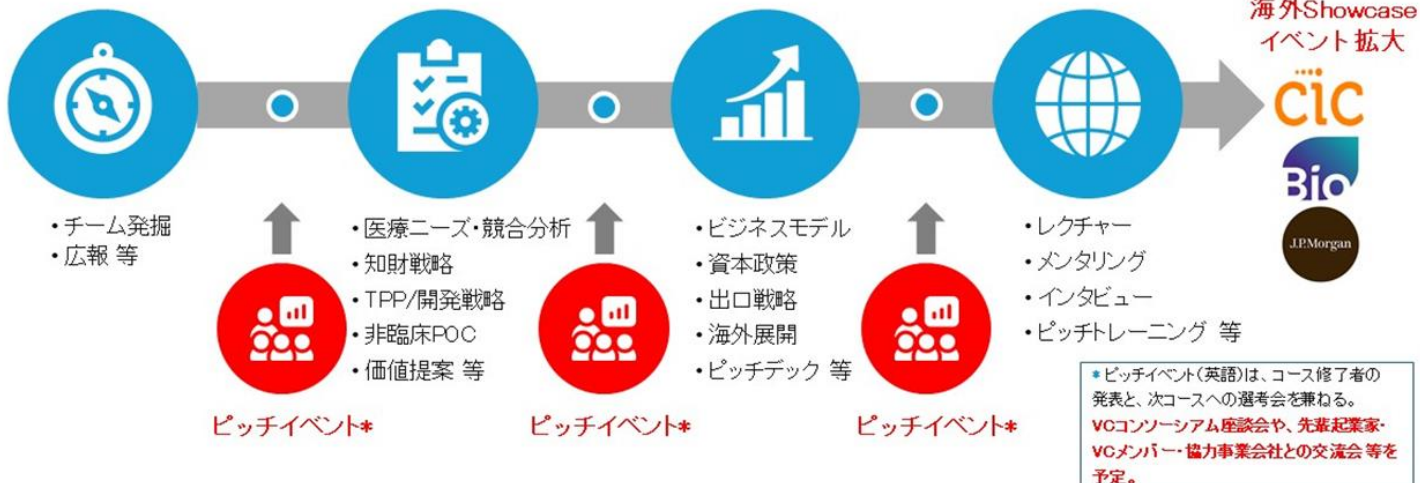 海外Showcase
イベント拡大
cic
Bio
J.P.Morgan
・チーム発掘
・広報 等
・医療ニーズ・競合分析
・知財戦略
・TPP/開発戦略
・非臨床POC
・価値提案 等
・ビジネスモデル
・資本政策
・出口戦略
・海外展開
・ピッチデック 等
・レクチャー
・メンタリング
・インタビュー
・ピッチトレーニング 等
ピッチイベント*
ピッチイベント*
ピッチイベント*
*ピッチイベント(英語)は、コース修了者の
発表と、次コースへの選考会を兼ねる。
VCコンソーシアム座談会や、先輩起業家・
VCメンバー・協力事業会社との交流会 等を
予定。